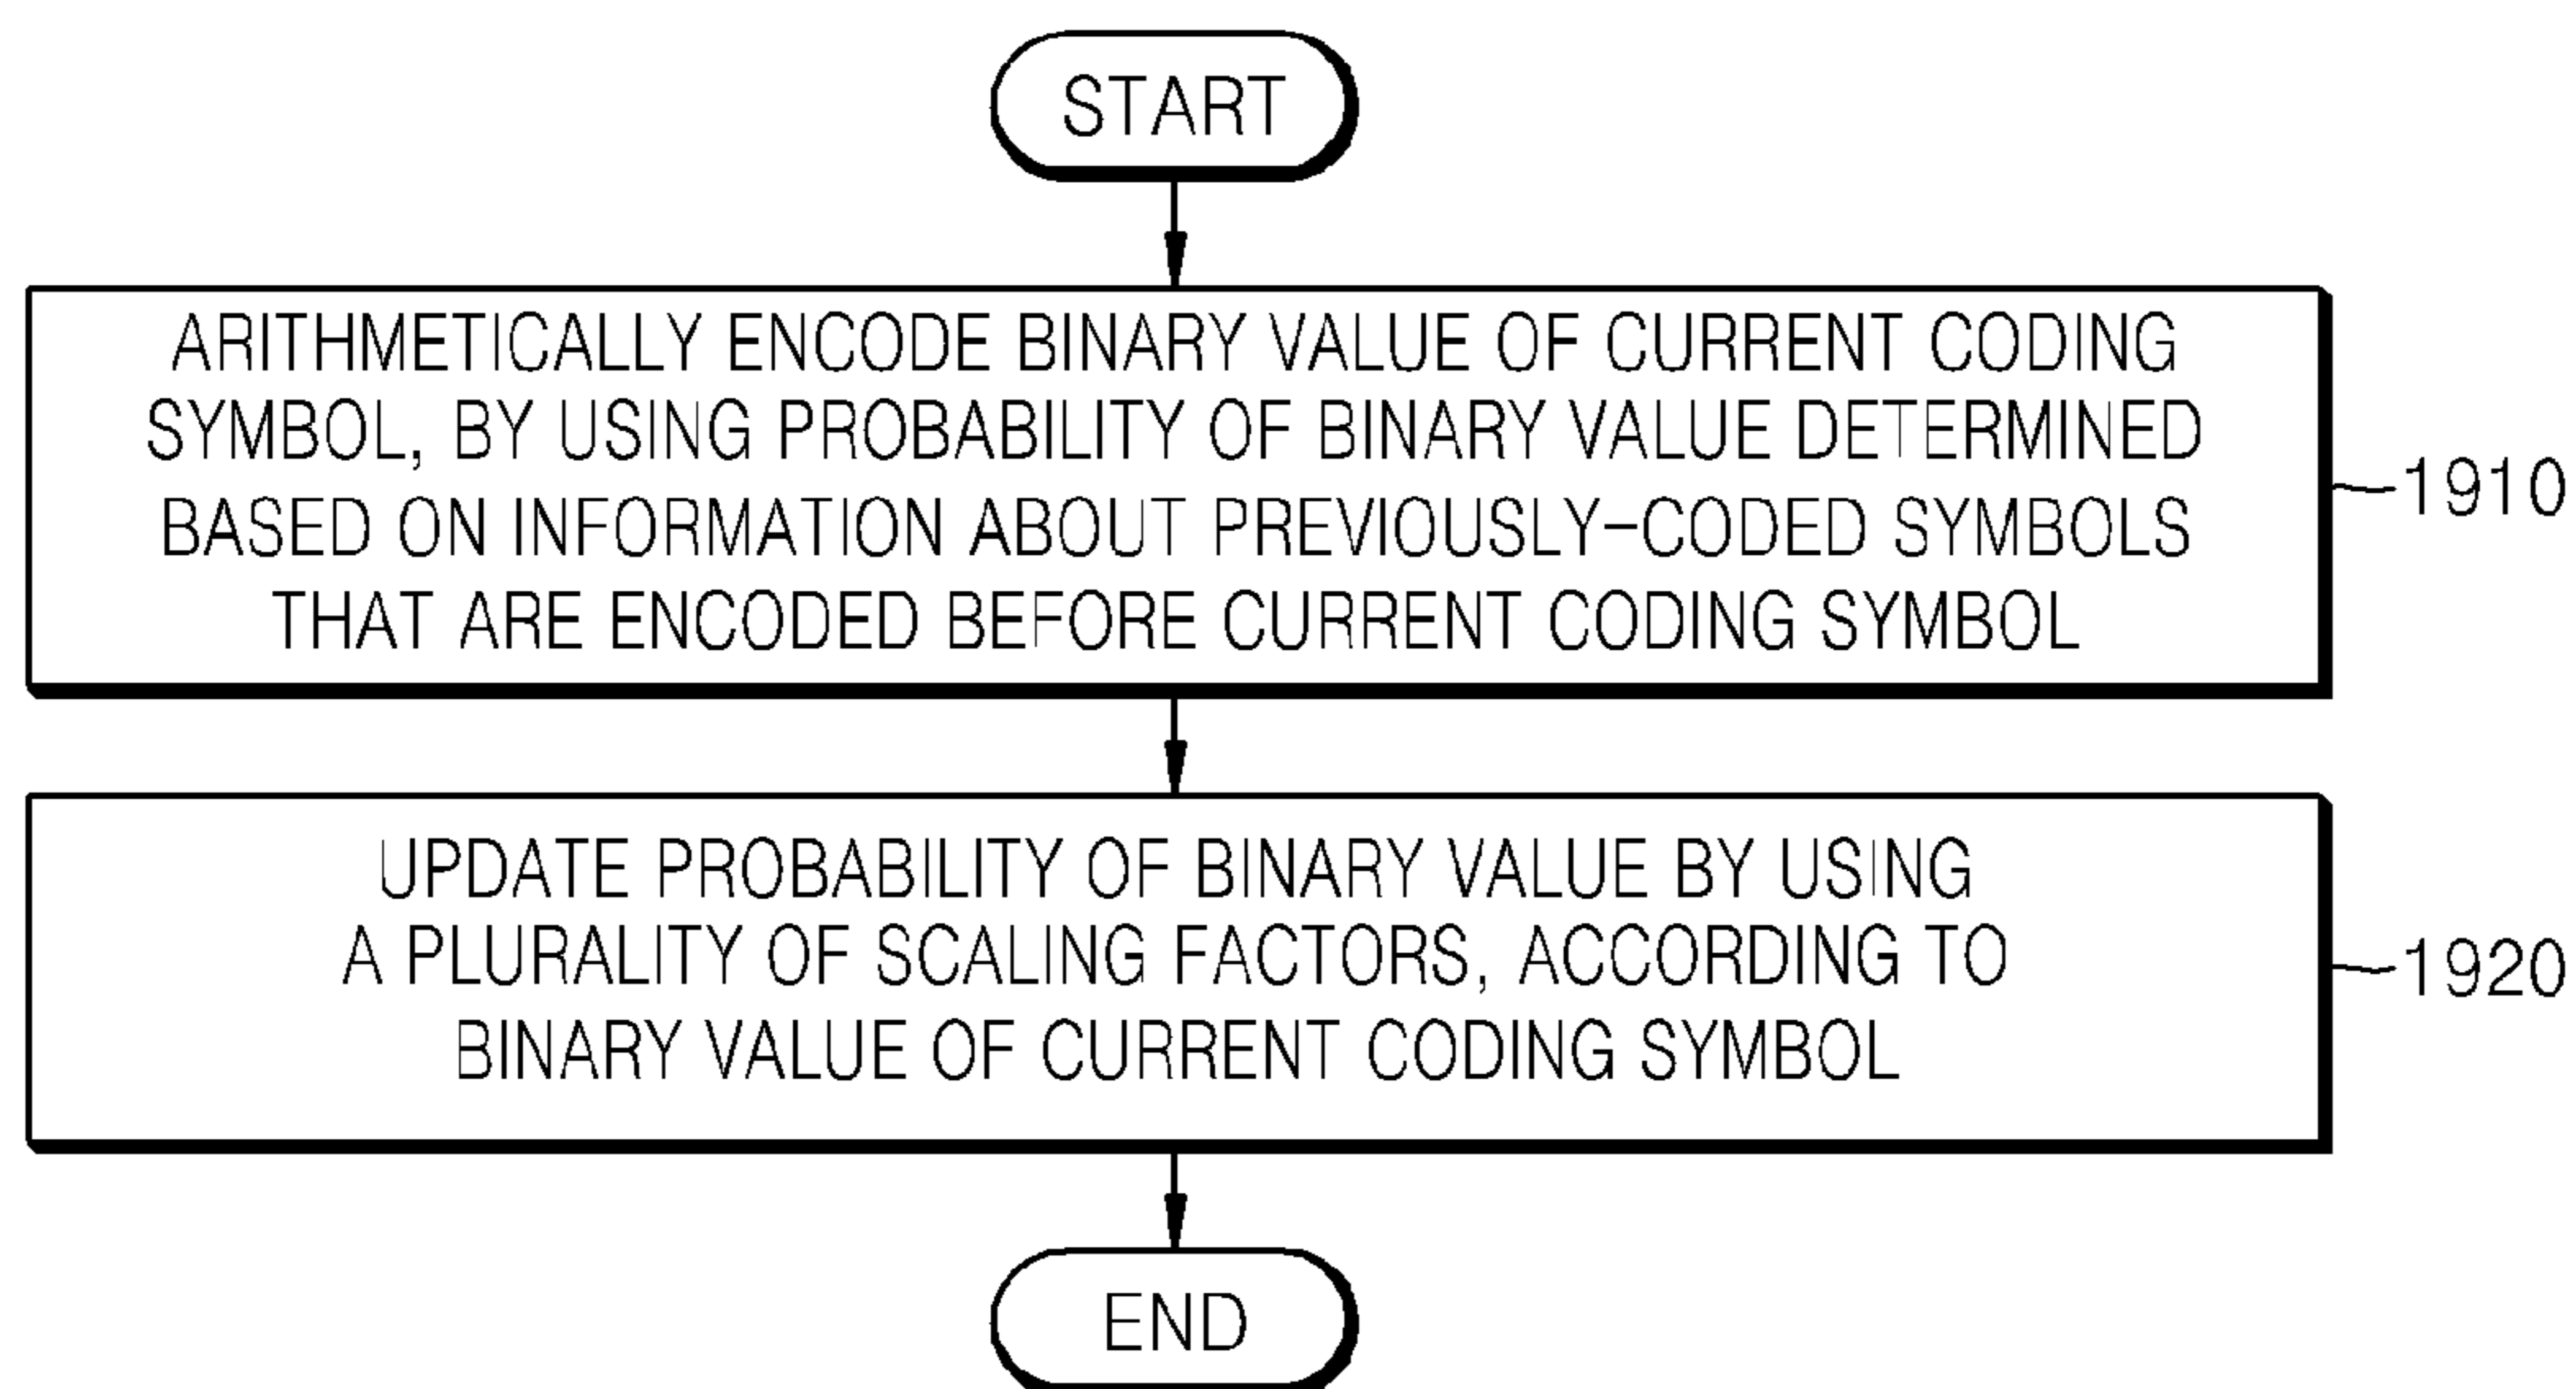 START
ARITHMETICALLY ENCODE BINARY VALUE OF CURRENT CODING
SYMBOL, BY USING PROBABILITY OF BINARY VALUE DETERMINED
BASED ON INFORMATION ABOUT PREVIOUSLY-CODED SYMBOLS
THAT ARE ENCODED BEFORE CURRENT CODING SYMBOL
1910
UPDATE PROBABILITY OF BINARY VALUE BY USING
A PLURALITY OF SCALING FACTORS, ACCORDING TO
BINARY VALUE OF CURRENT CODING SYMBOL
1920
END